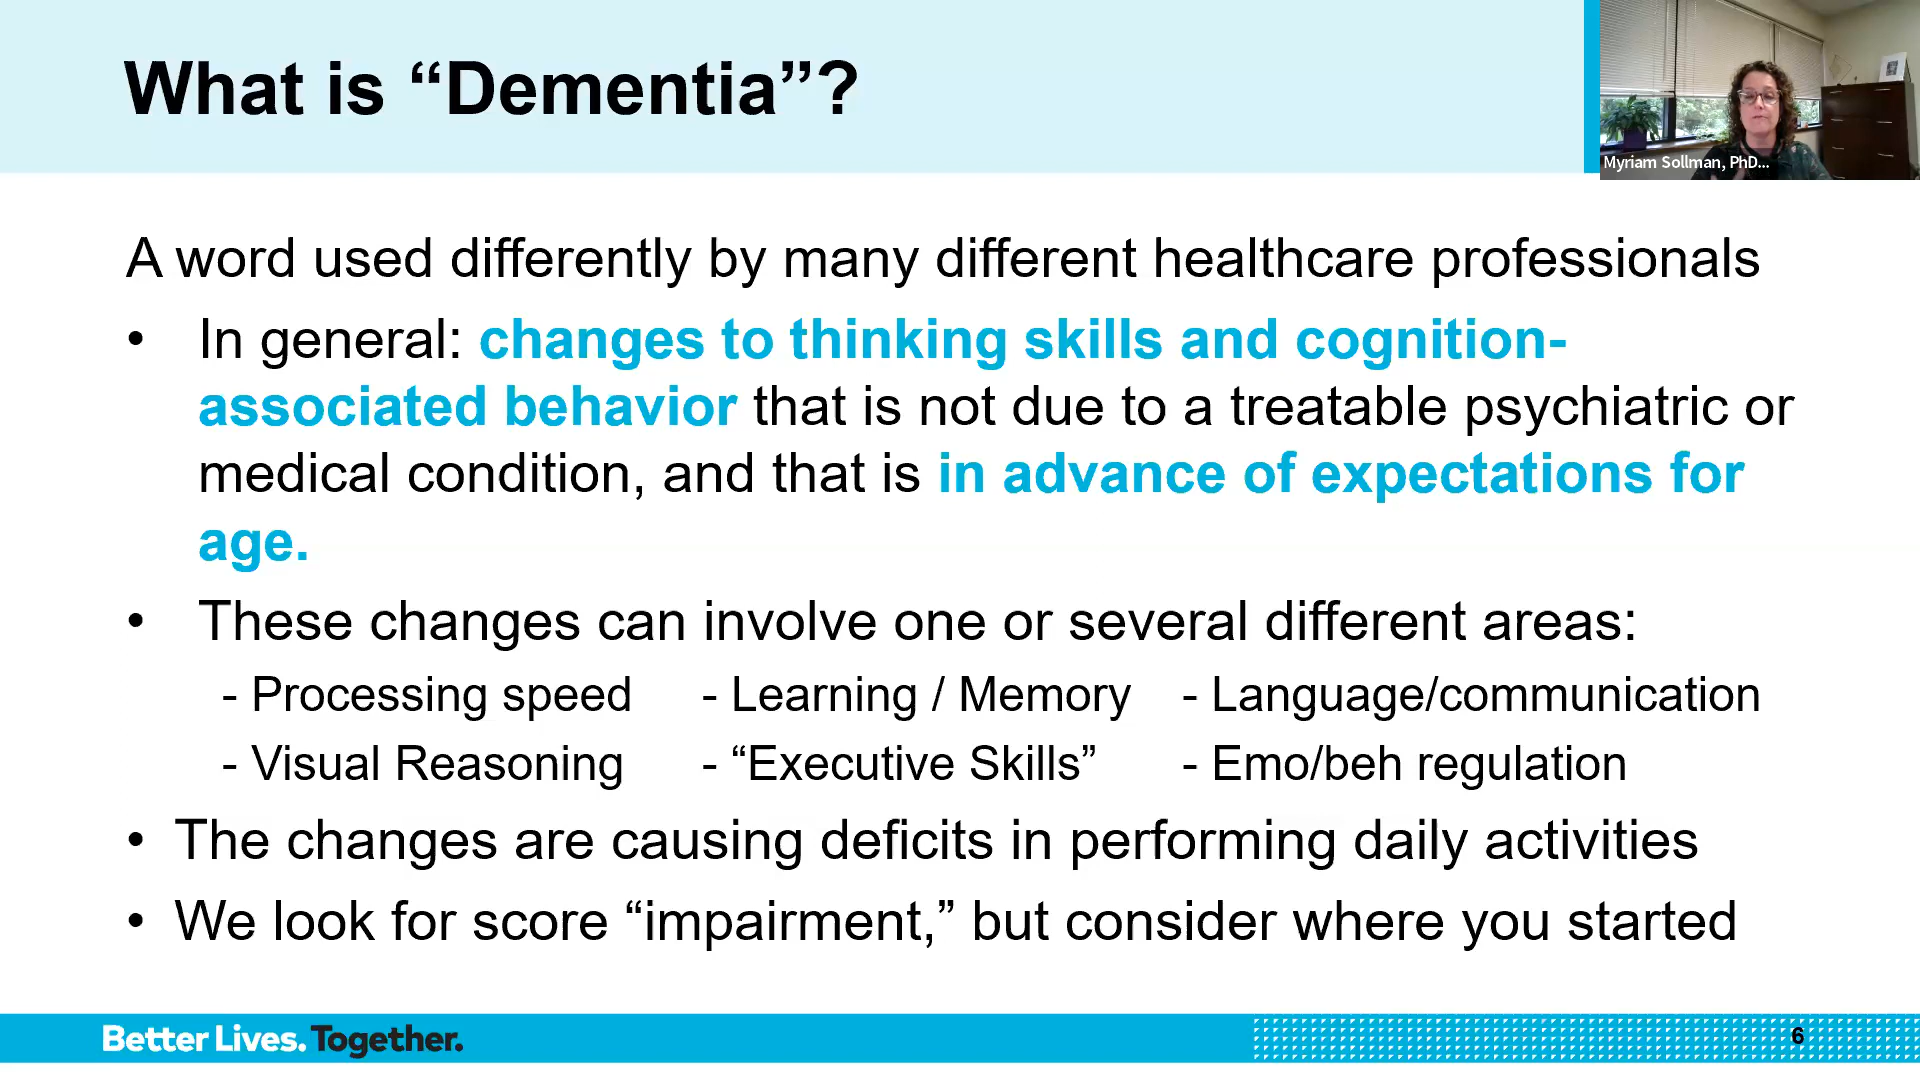 What is “Dementia”?
Myriam Sollman, PhD...
A word used differently by many different healthcare professionals
• In general: changes to thinking skills and cognition-
associated behavior that is not due to a treatable psychiatric or
medical condition, and that is in advance of expectations for
age.
• These changes can involve one or several different areas:
- Processing speed - Learning / Memory - Language/communication
- Visual Reasoning - “Executive Skills” - Emo/beh regulation
• The changes are causing deficits in performing daily activities
• We look for score “impairment,” but consider where you started
Better Lives. Together.
6